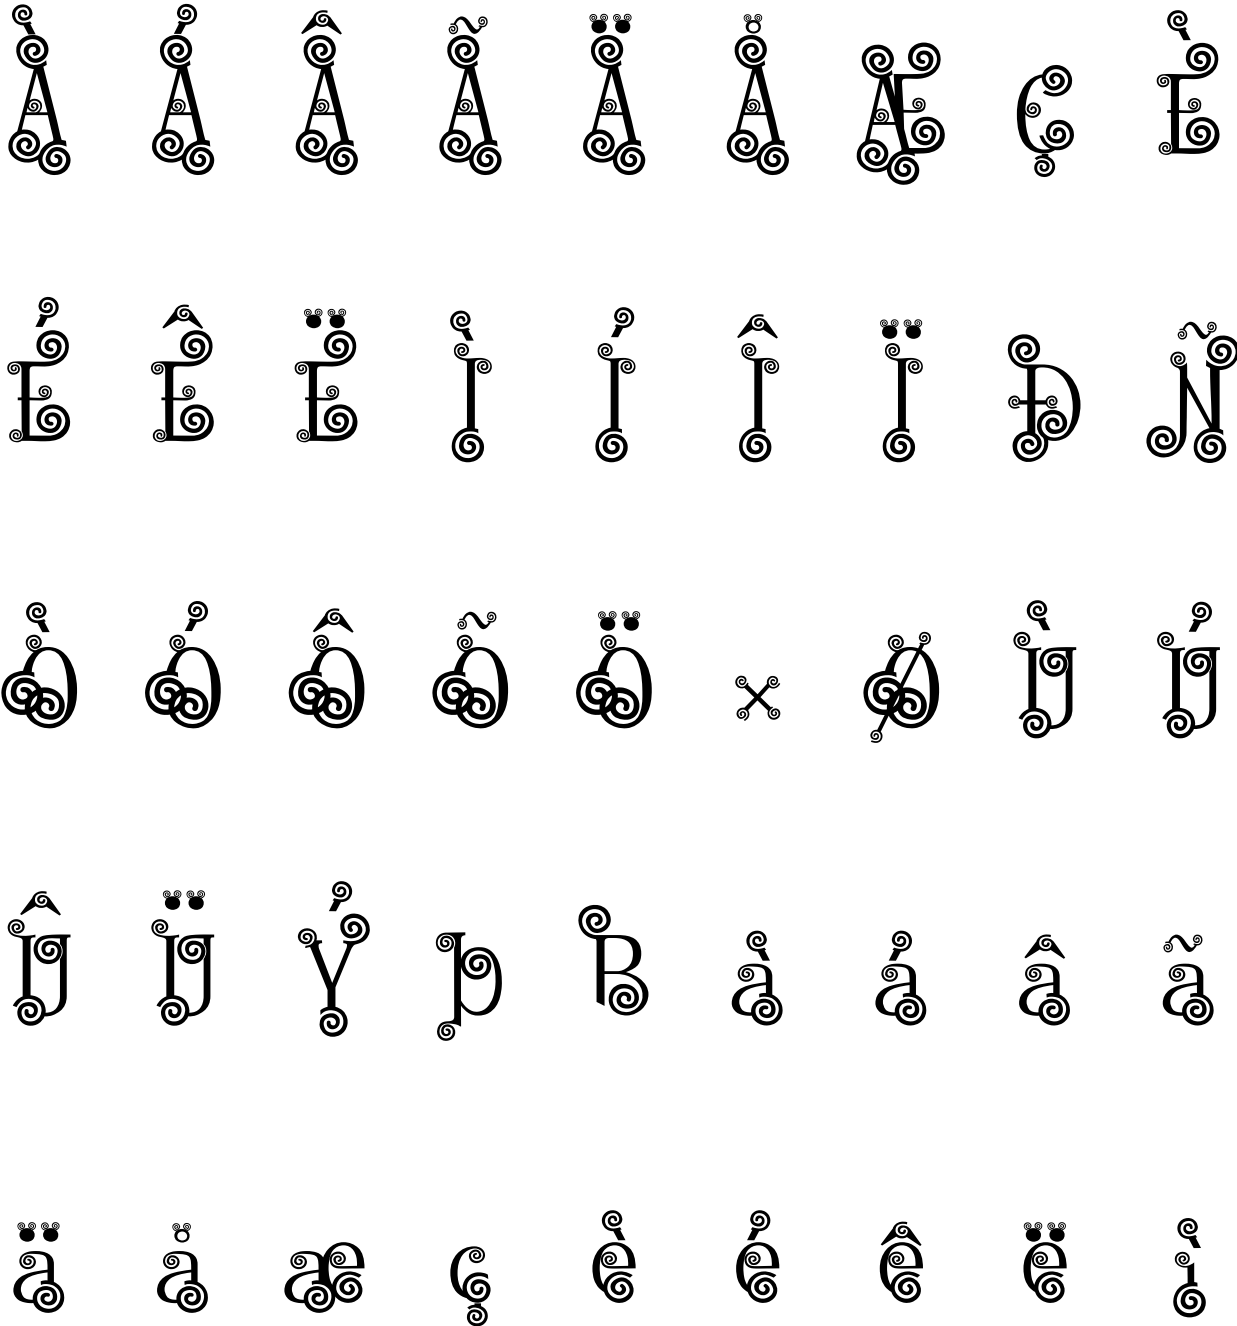 À Á Â Ã Ä Å Æ Ç È
É Ê Ë Ì Í Î Ï Ð Ñ
Ò Ó Ô Õ Ö × Ø Ù Ú
Û Ü Ý Þ ß à á â ã
ä å æ ç è é ê ë ì